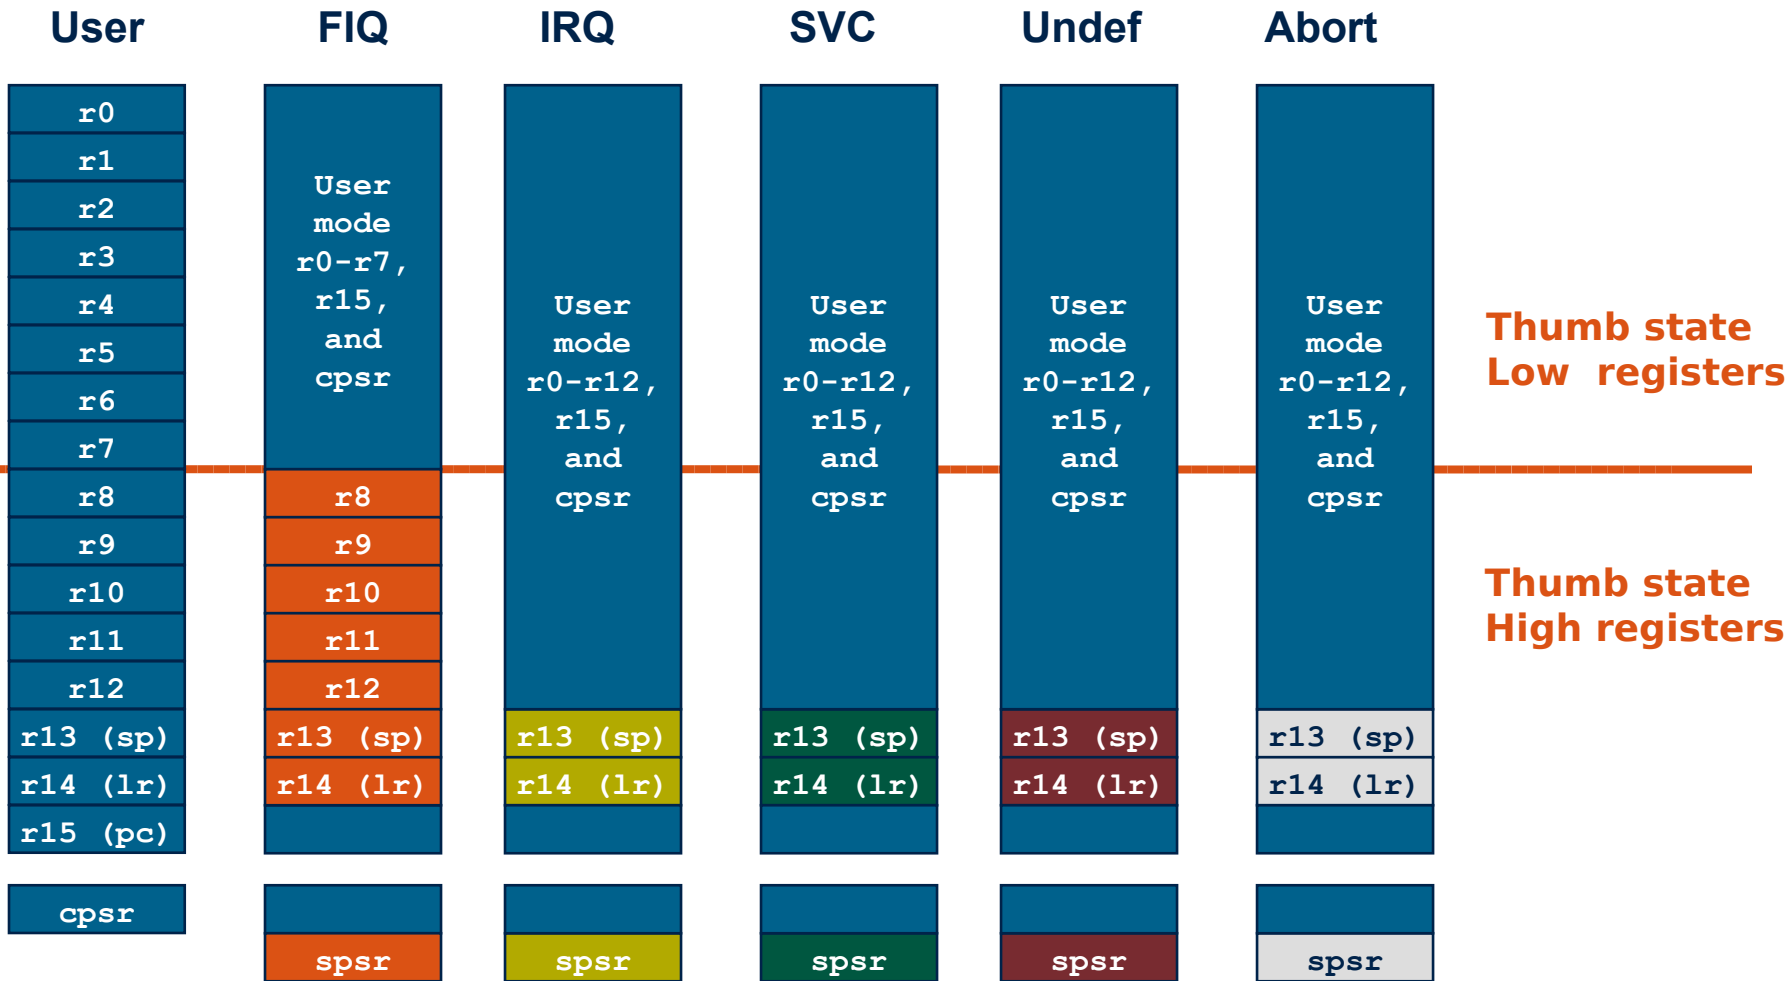 User
FIQ
IRQ
SVC
Undef
Abort
r0
r1
r2
r3
r4
r5
r6
r7
r8
r9
r10
r11
r12
r13 (sp)
r14 (lr)
r15 (pc)
cpsr
User
mode
r0-r7,
r15,
and
cpsr
r8
r9
r10
r11
r12
r13 (sp)
r14 (lr)
spsr
User
mode
r0-r12,
r15,
and
cpsr
r13 (sp)
r14 (lr)
spsr
User
mode
r0-r12,
r15,
and
cpsr
r13 (sp)
r14 (lr)
spsr
User
mode
r0-r12,
r15,
and
cpsr
r13 (sp)
r14 (lr)
spsr
User
mode
r0-r12,
r15,
and
cpsr
r13 (sp)
r14 (lr)
spsr
Thumb state
Low registers
Thumb state
High registers